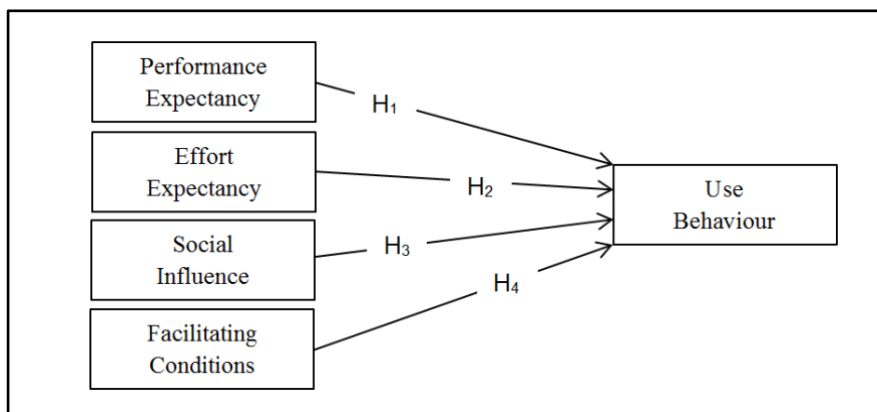 Performance
Expectancy
H₁
Effort
Expectancy
H₂
Use
Behaviour
Social
Influence
H₃
H₄
Facilitating
Conditions